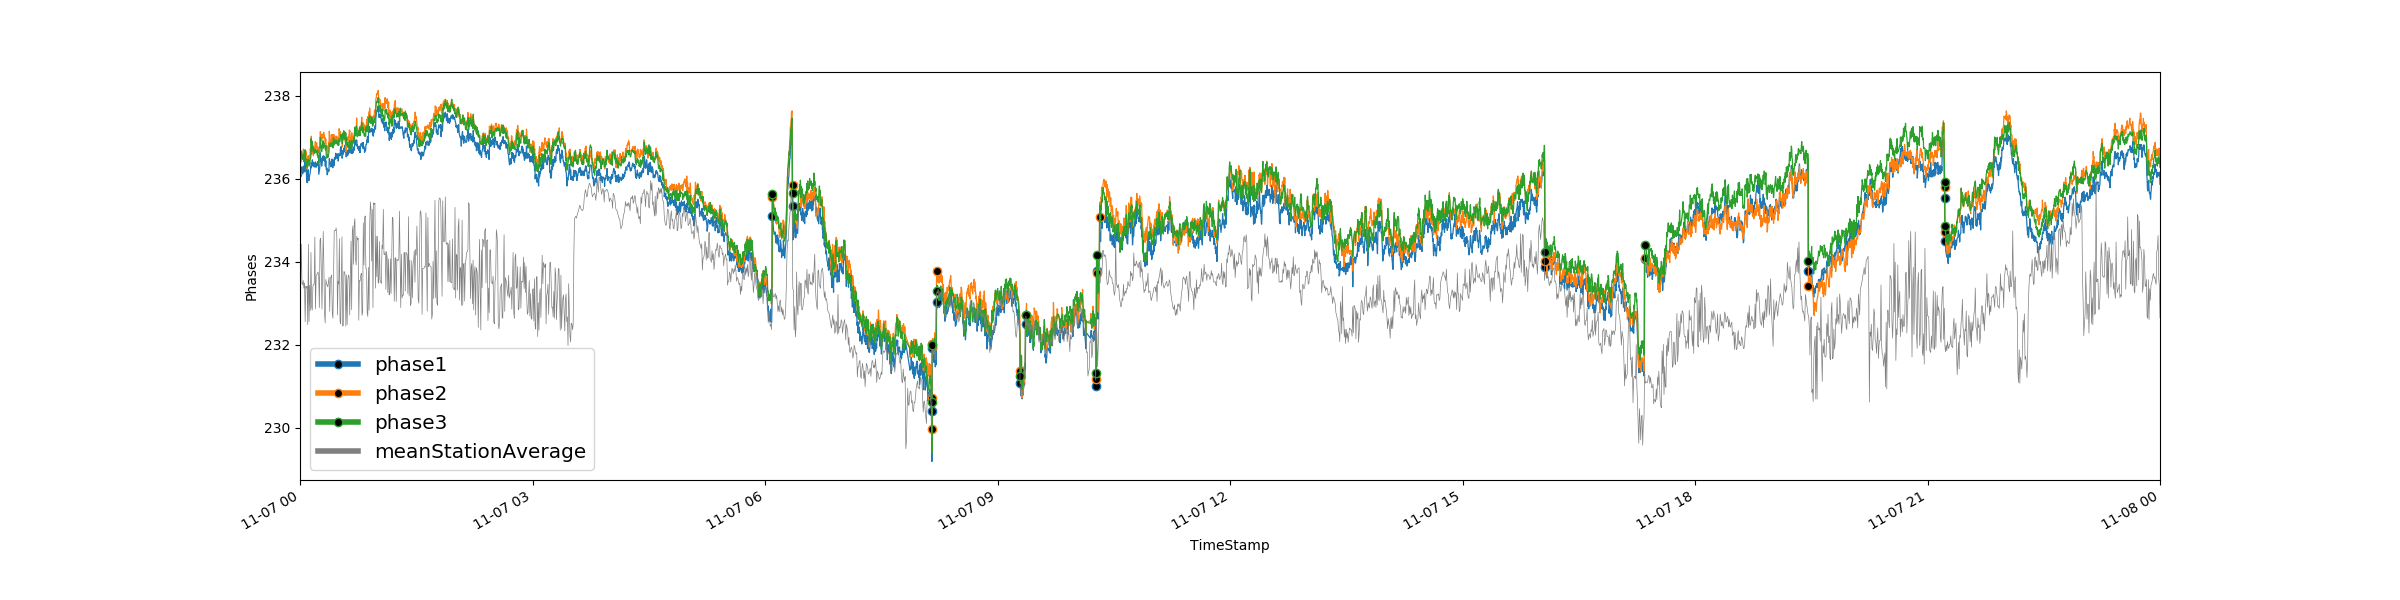 238
236
234
232
230
Phases
phase1
phase2
phase3
meanStationAverage
11-07 00
11-07 03
11-07 06
11-07 09
11-07 12
11-07 15
11-07 18
11-07 21
11-08 00
TimeStamp